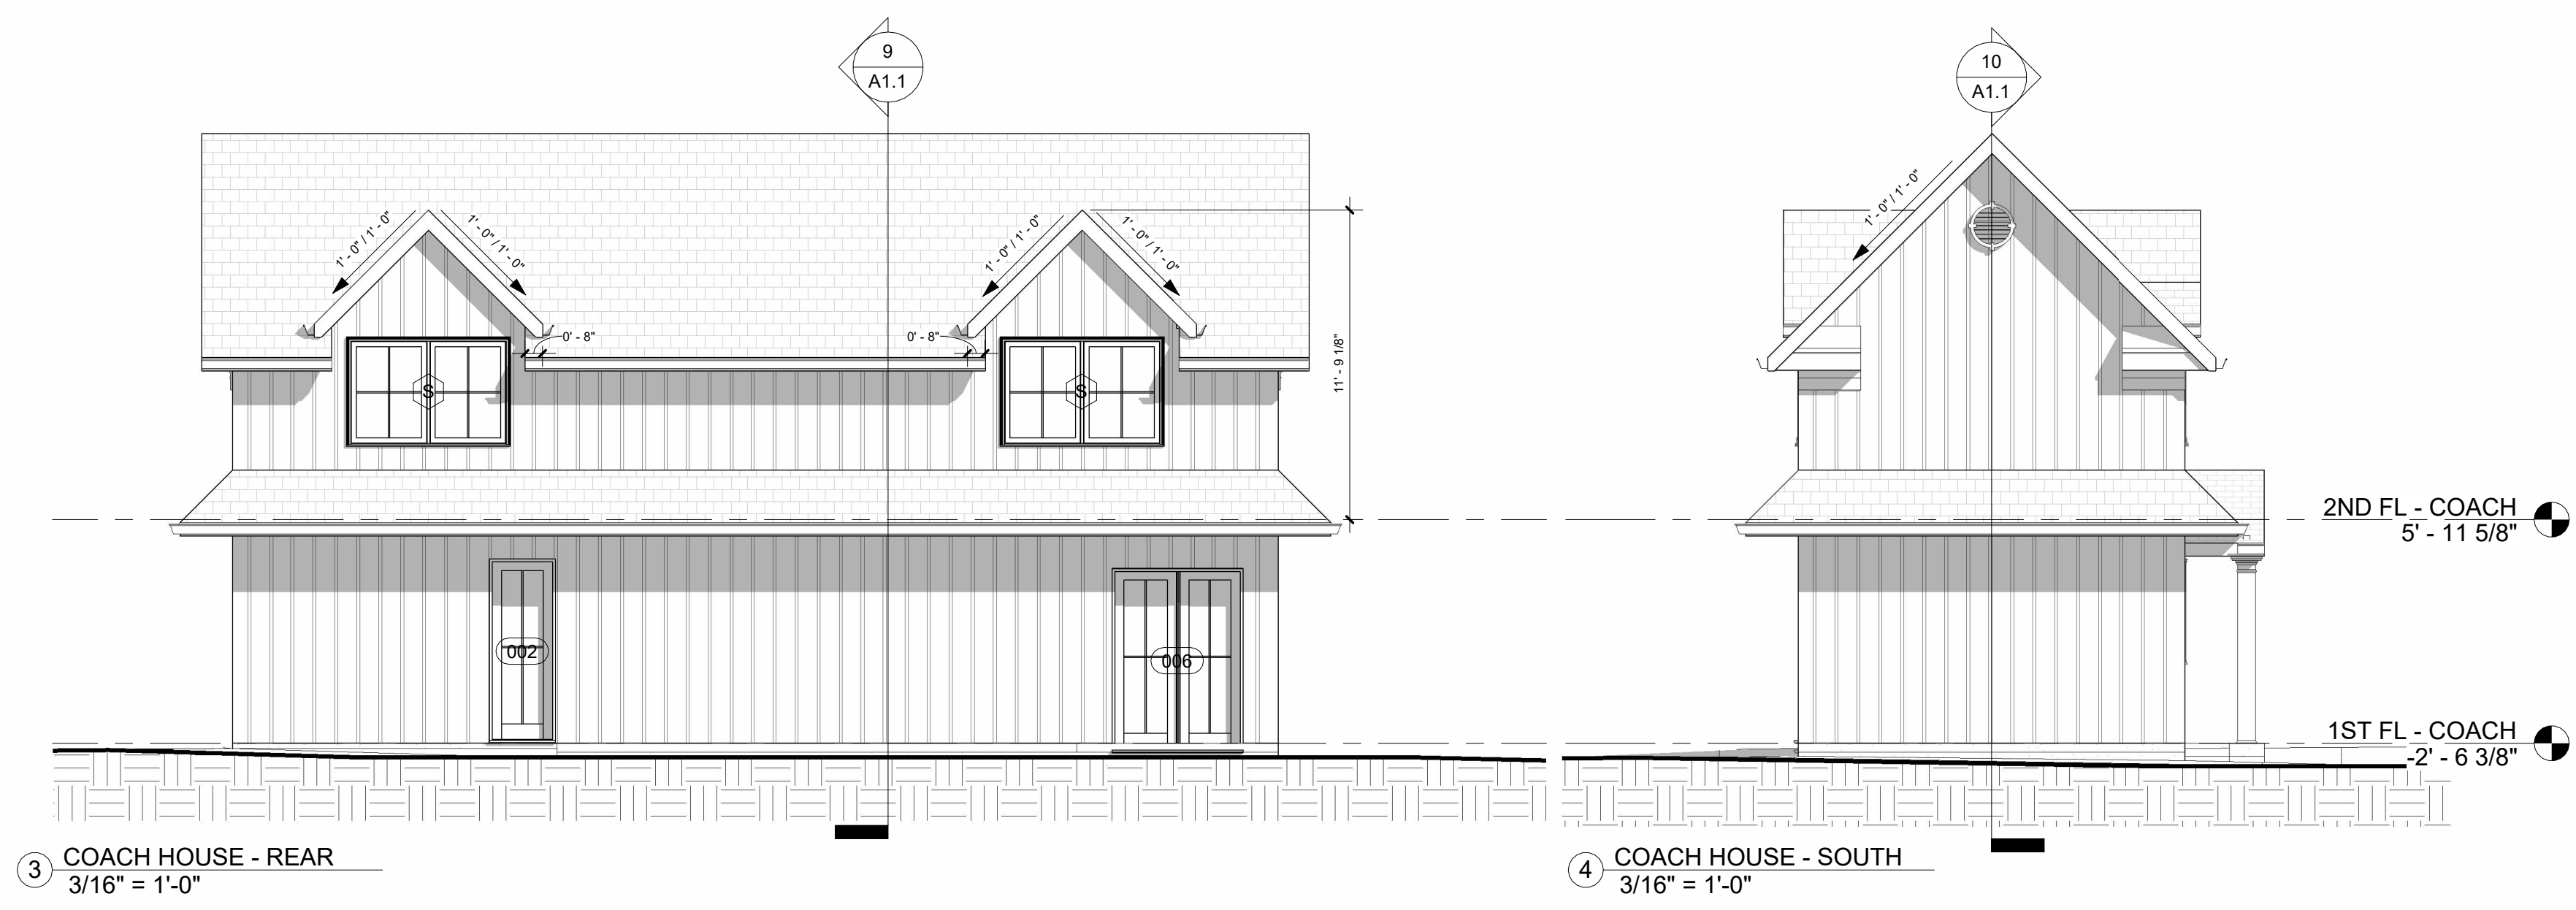 9
A1.1
10
A1.1
1' - 0" / 1' - 0"
1' - 0" / 1' - 0"
1' - 0" / 1' - 0"
1' - 0" / 1' - 0"
1' - 0" / 1' - 0"
0' - 8"
0' - 8"
11' - 9 1/8"
S
S
2ND FL - COACH
5' - 11 5/8"
002
006
1ST FL - COACH
-2' - 6 3/8"
3
COACH HOUSE - REAR
3/16" = 1'-0"
4
COACH HOUSE - SOUTH
3/16" = 1'-0"